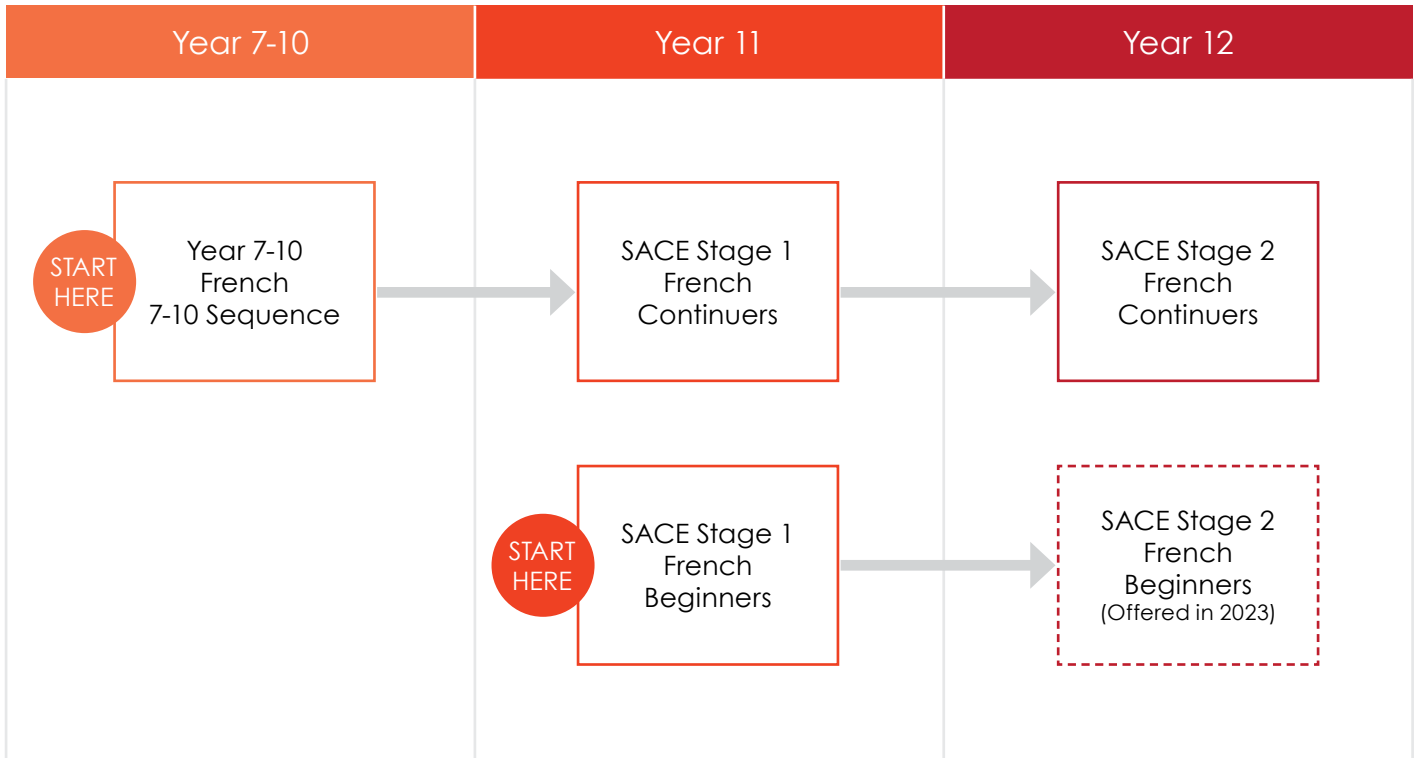 Year 7-10
Year 11
Year 12
START
HERE
Year 7-10
French
7-10 Sequence
SACE Stage 1
French
Continuers
SACE Stage 2
French
Continuers
START
HERE
SACE Stage 1
French
Beginners
SACE Stage 2
French
Beginners
(Offered in 2023)